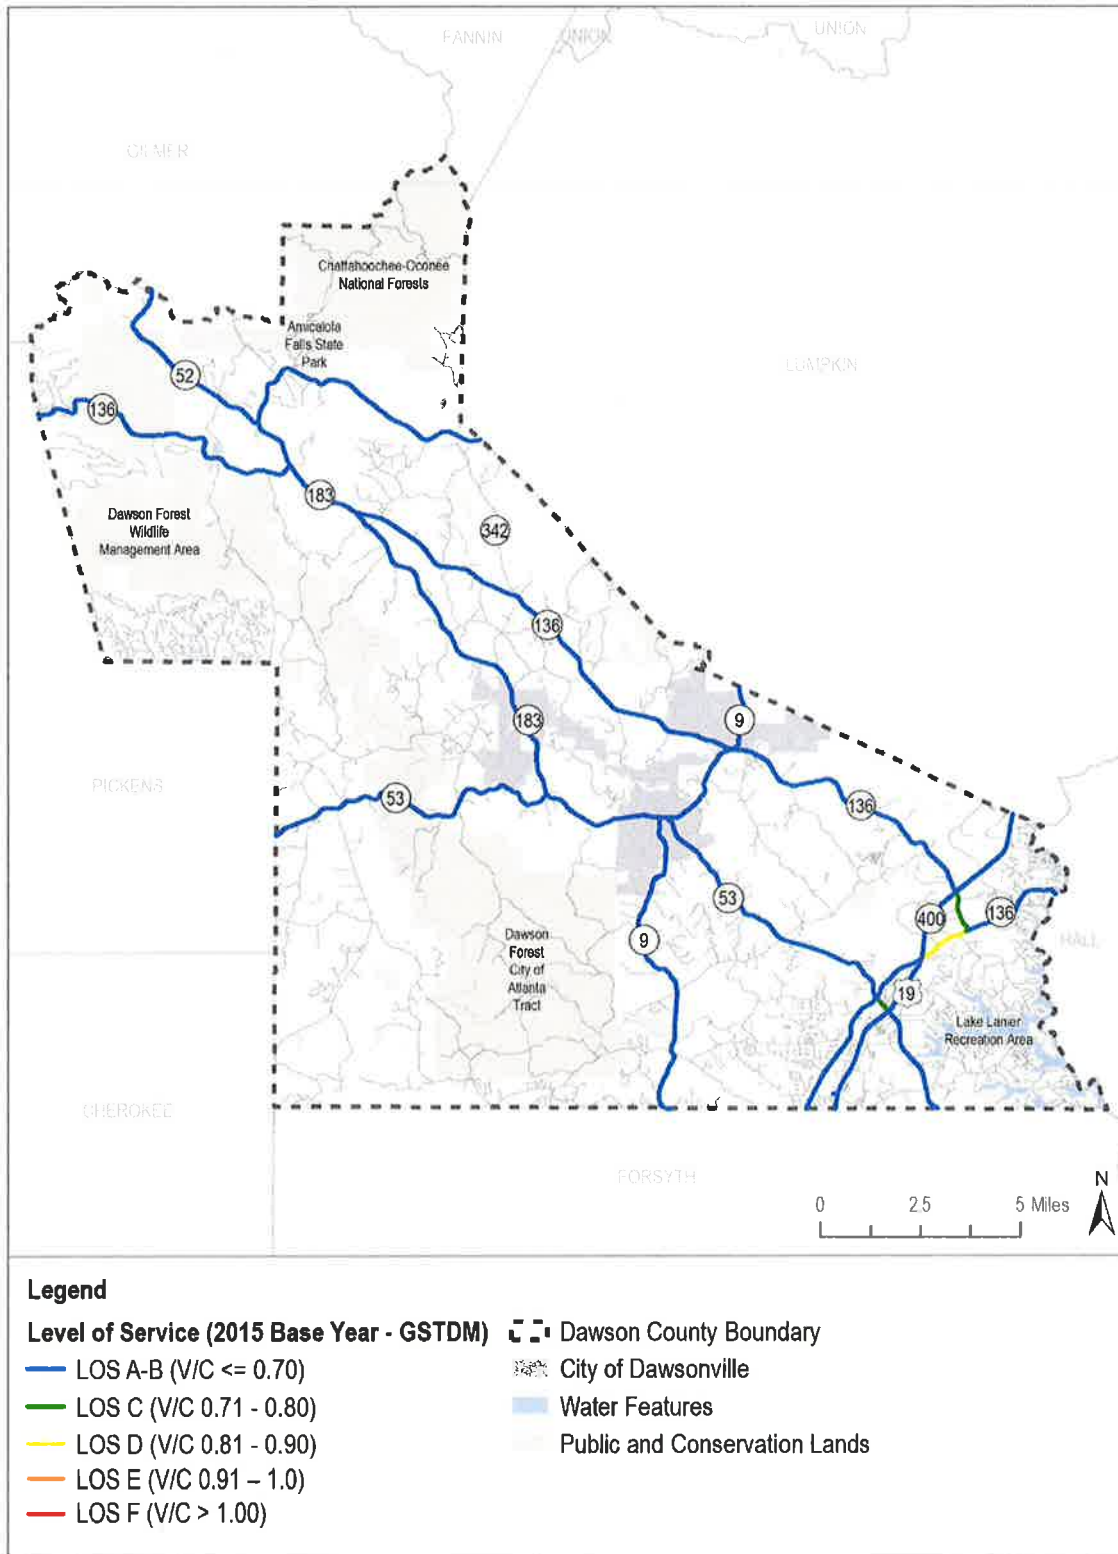 FANNIN
UNION
UNION
GILMER
Chattahoochee-Oconee
National Forests
Amicalola
Falls State
Park
LUMPKIN
52
136
183
Dawson Forest
Wildlife
Management Area
342
136
183
9
PICKENS
53
136
53
400
136
9
HALL
Dawson
Forest
City of
Atlanta
Tract
19
Lake Lanier
Recreation Area
CHEROKEE
FORSYTH
N
0 2.5 5 Miles
Legend
Level of Service (2015 Base Year - GSTDM)
LOS A-B (V/C <= 0.70)
LOS C (V/C 0.71 - 0.80)
LOS D (V/C 0.81 - 0.90)
LOS E (V/C 0.91 – 1.0)
LOS F (V/C > 1.00)
Dawson County Boundary
City of Dawsonville
Water Features
Public and Conservation Lands